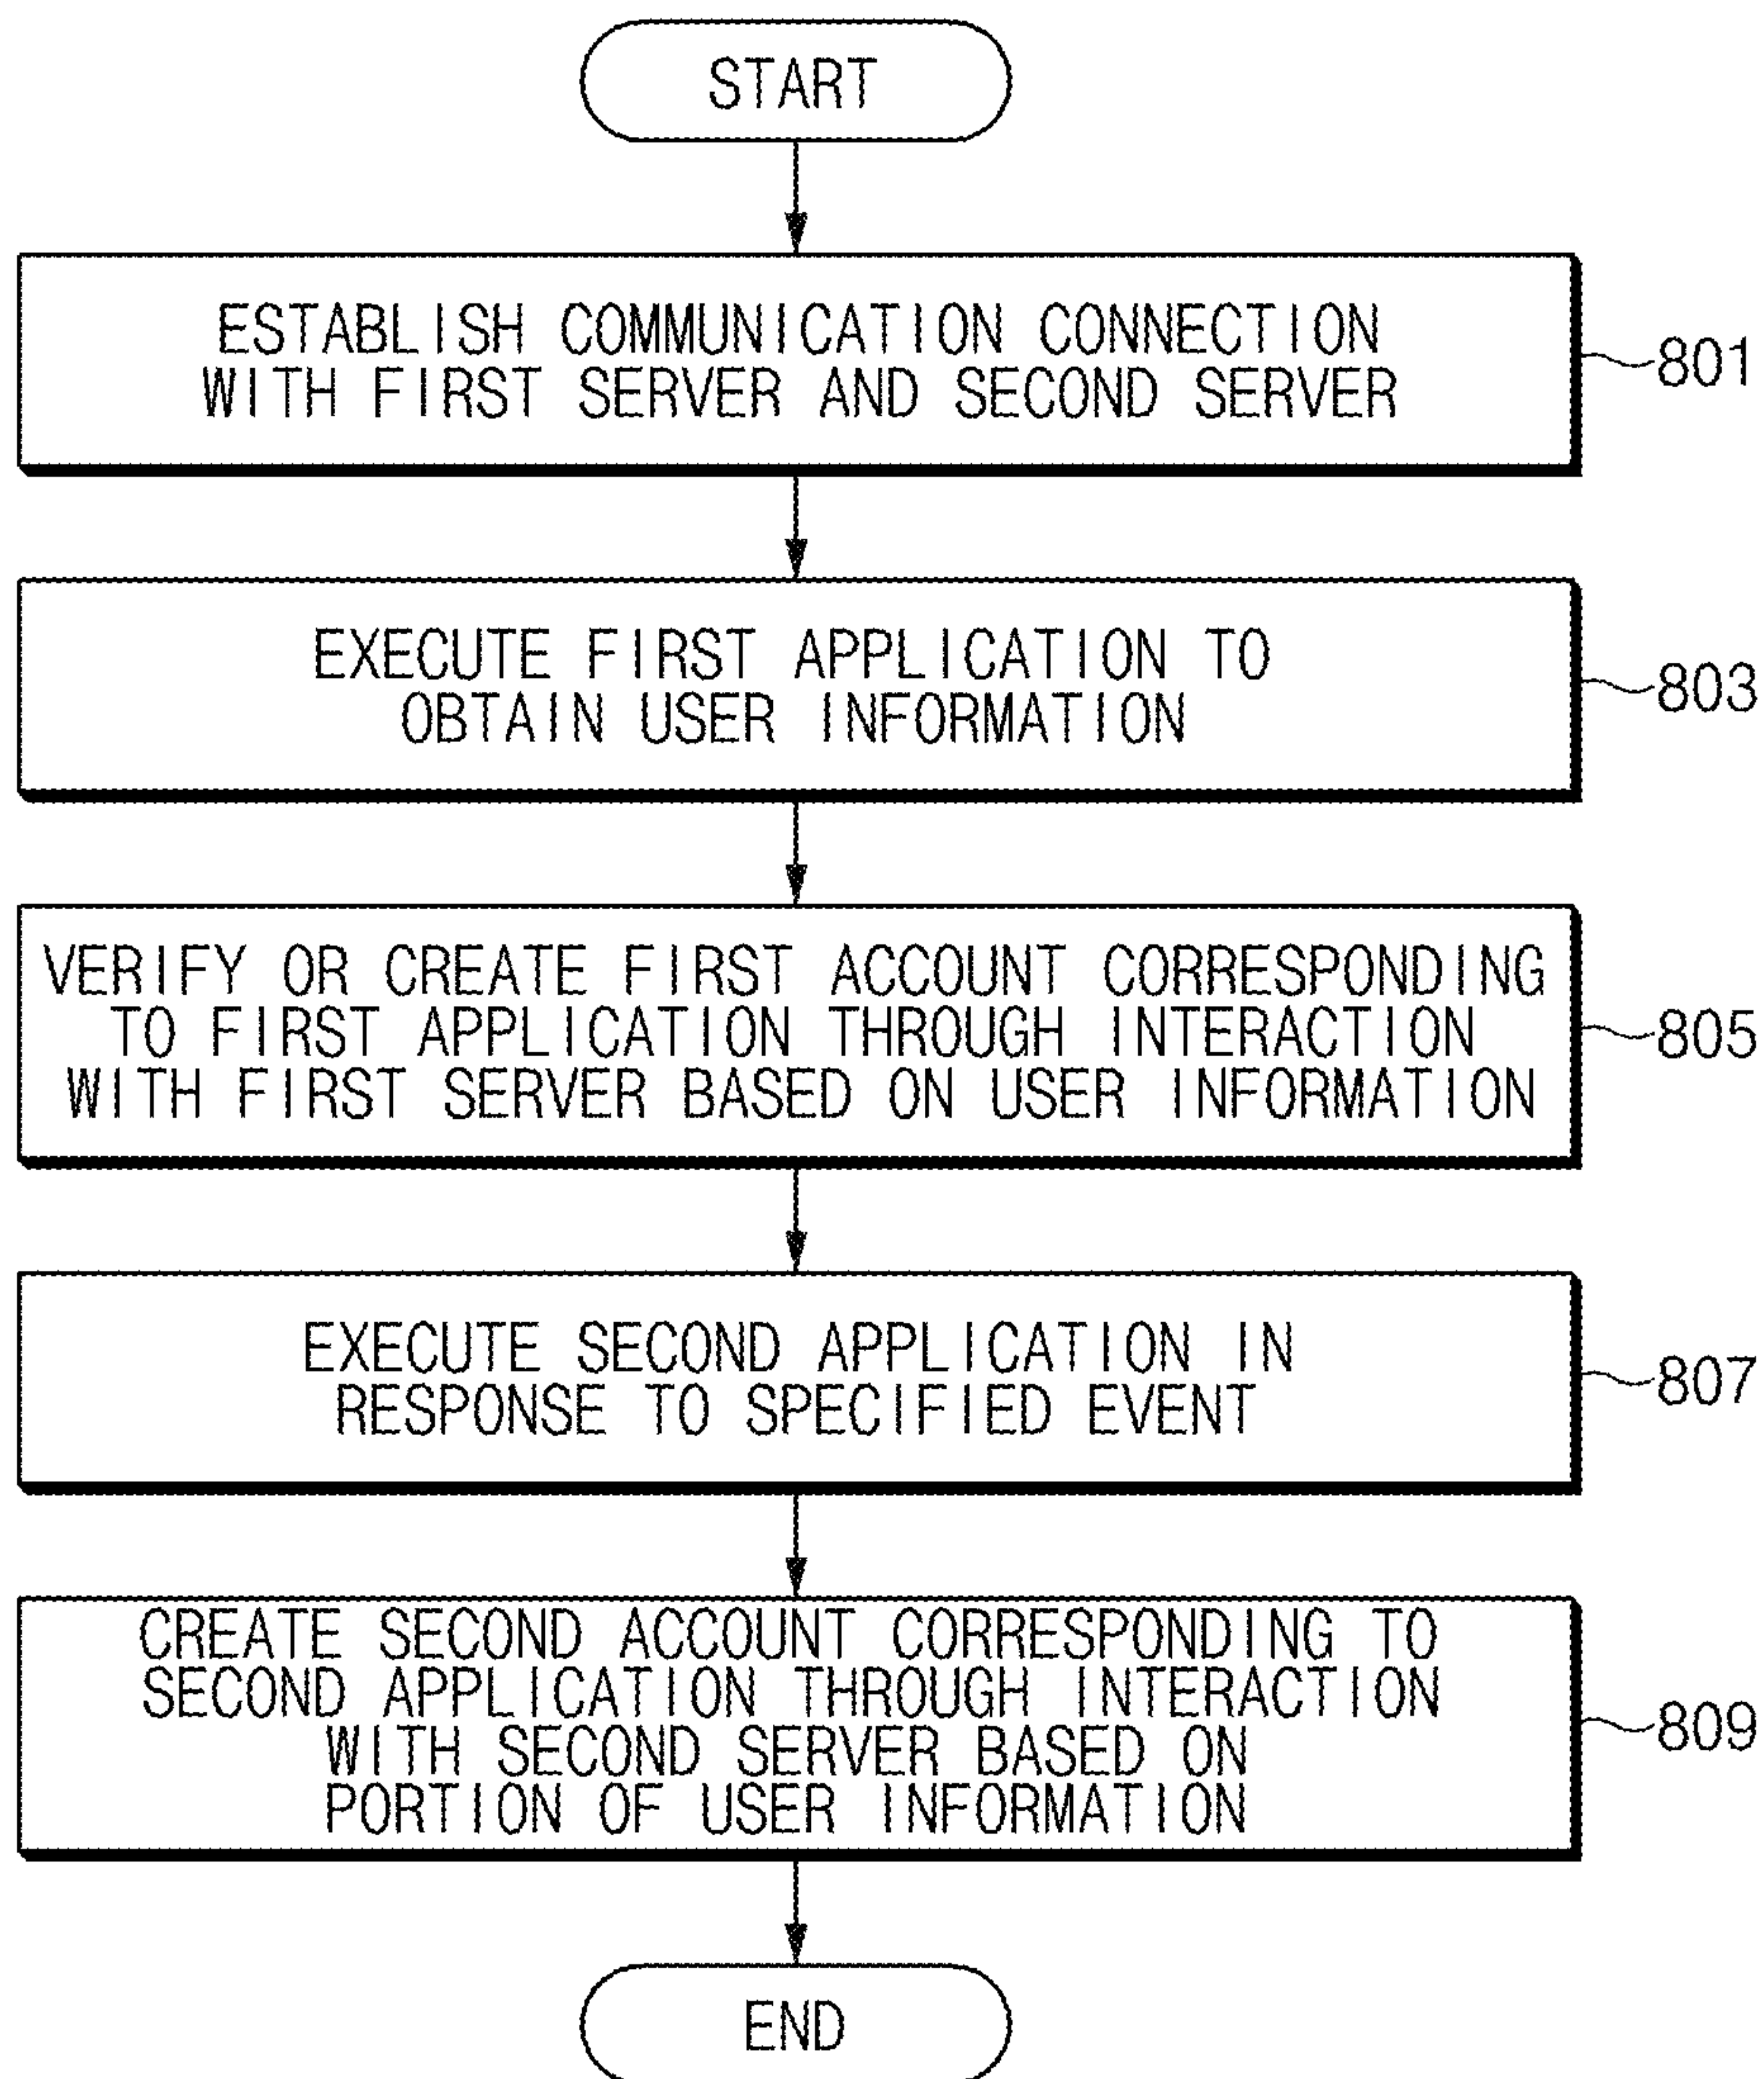 START
ESTABLISH COMMUNICATION CONNECTION
WITH FIRST SERVER AND SECOND SERVER
801
EXECUTE FIRST APPLICATION TO
OBTAIN USER INFORMATION
803
VERIFY OR CREATE FIRST ACCOUNT CORRESPONDING
TO FIRST APPLICATION THROUGH INTERACTION
WITH FIRST SERVER BASED ON USER INFORMATION
805
EXECUTE SECOND APPLICATION IN
RESPONSE TO SPECIFIED EVENT
807
CREATE SECOND ACCOUNT CORRESPONDING TO
SECOND APPLICATION THROUGH INTERACTION
WITH SECOND SERVER BASED ON
PORTION OF USER INFORMATION
809
END